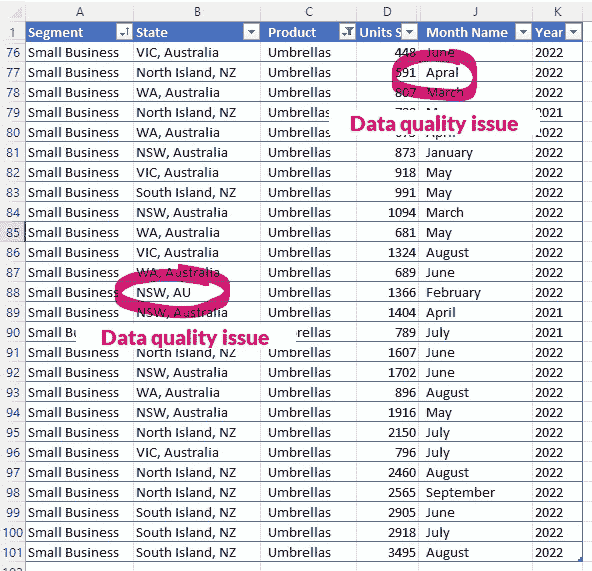 A B C D J K
1 Segment State Product Units S Month Name Year
76 Small Business VIC, Australia Umbrellas 448 June 2022
77 Small Business North Island, NZ Umbrellas 591 Apral 2022
78 Small Business WA, Australia Umbrellas 807 March 2022
79 Small Business North Island, NZ Umbrellas 2021
Data quality issue
80 Small Business WA, Australia Umbrellas 2022
81 Small Business NSW, Australia Umbrellas 873 January 2022
82 Small Business VIC, Australia Umbrellas 918 May 2022
83 Small Business South Island, NZ Umbrellas 991 May 2022
84 Small Business NSW, Australia Umbrellas 1094 March 2022
85 Small Business WA, Australia Umbrellas 681 May 2022
86 Small Business VIC, Australia Umbrellas 1324 August 2022
87 Small Business WA, Australia Umbrellas 689 June 2022
88 Small Business NSW, AU Umbrellas 1366 February 2022
89 Small Business NSW, Australia Umbrellas 1404 April 2021
90 Small 789 July 2021
Data quality issue
91 Small Business North Island, NZ Umbrellas 1607 June 2022
92 Small Business NSW, Australia Umbrellas 1702 June 2022
93 Small Business WA, Australia Umbrellas 896 August 2022
94 Small Business NSW, Australia Umbrellas 1916 May 2022
95 Small Business North Island, NZ Umbrellas 2150 July 2022
96 Small Business VIC, Australia Umbrellas 796 July 2022
97 Small Business North Island, NZ Umbrellas 2460 August 2022
98 Small Business North Island, NZ Umbrellas 2565 September 2022
99 Small Business South Island, NZ Umbrellas 2905 June 2022
100 Small Business South Island, NZ Umbrellas 2918 July 2022
101 Small Business South Island, NZ Umbrellas 3495 August 2022